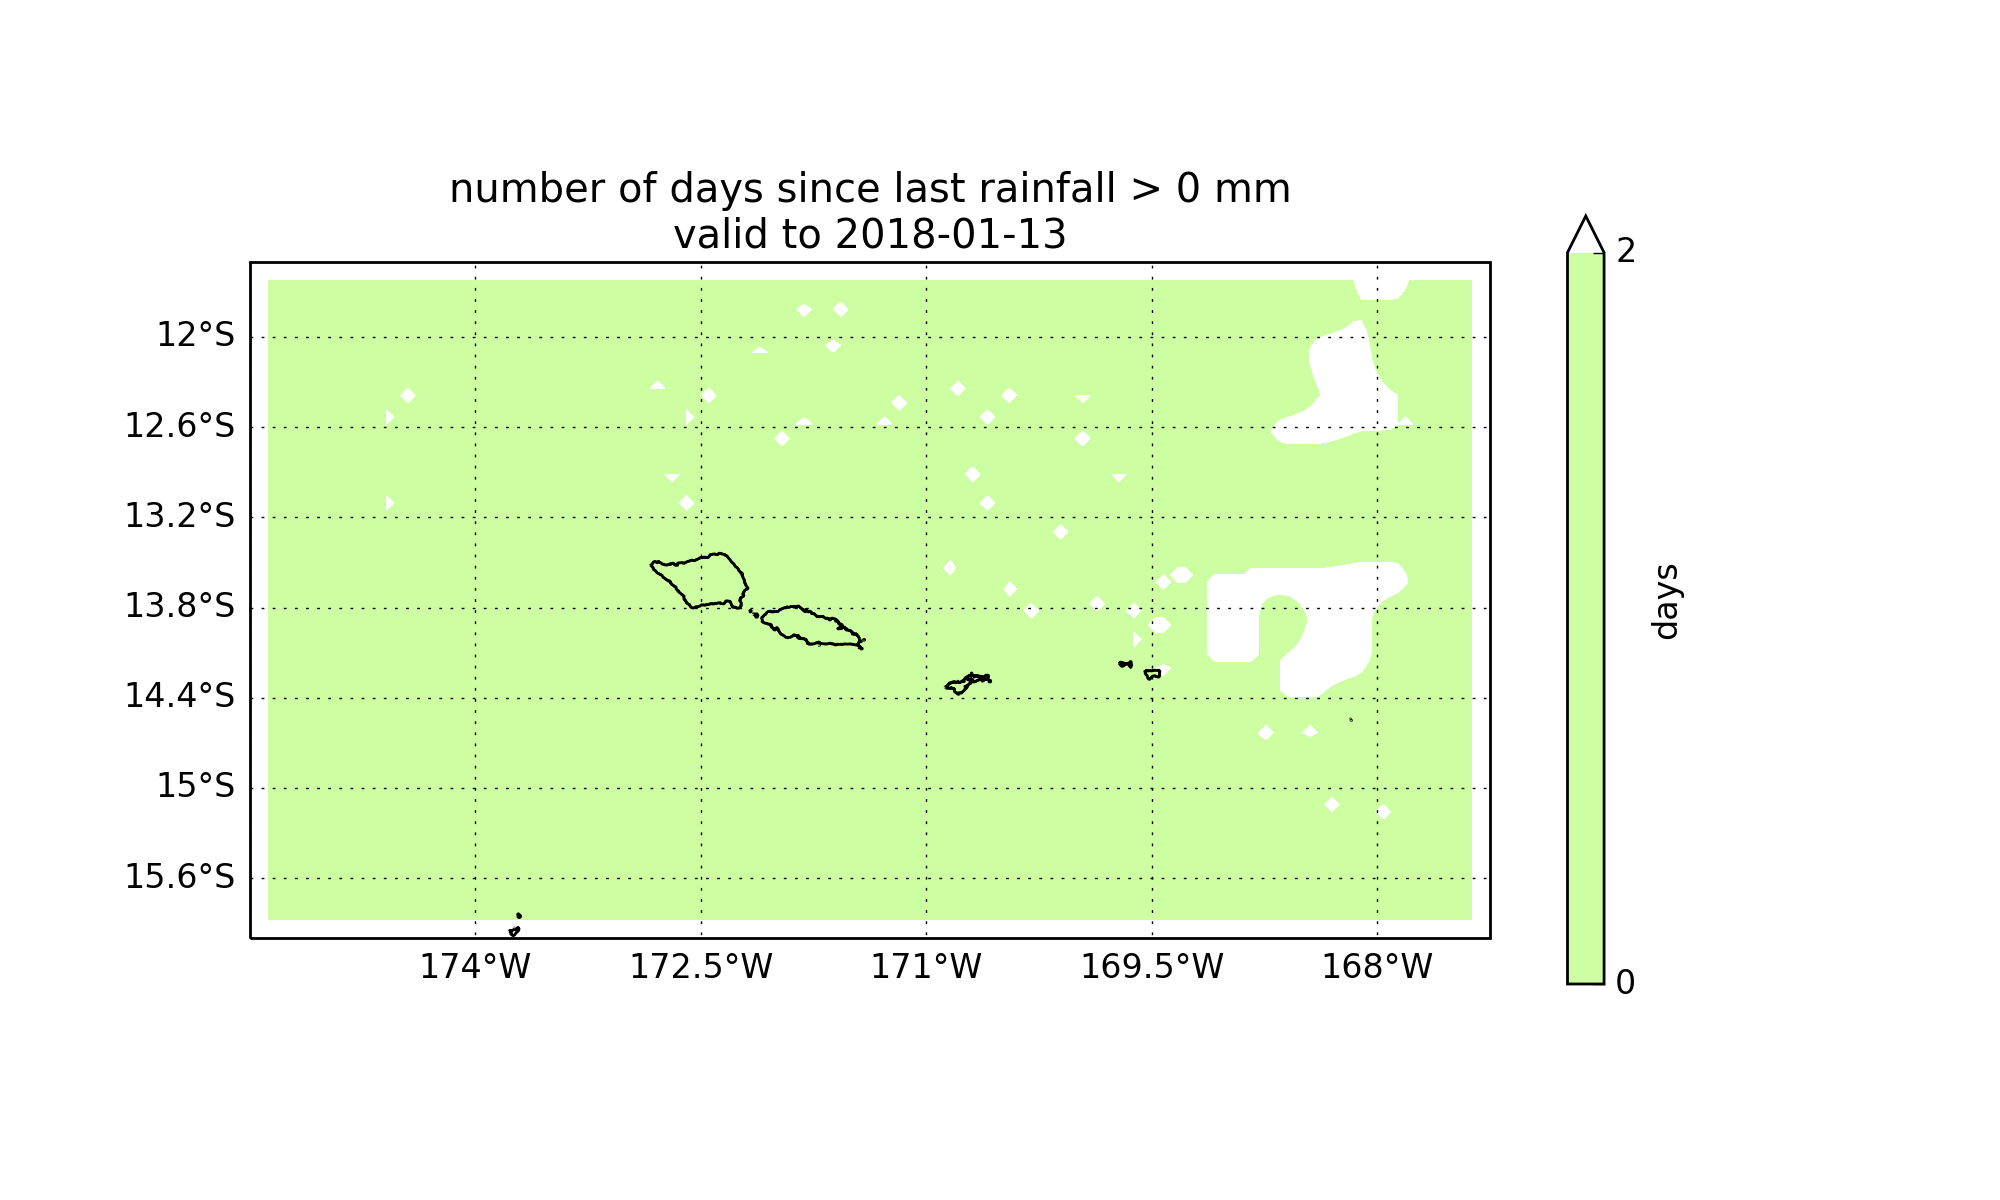 number of days since last rainfall > 0 mm
valid to 2018-01-13
2
12°S
12.6°S
13.2°S
13.8°S
14.4°S
15°S
15.6°S
days
174°W
172.5°W
171°W
169.5°W
168°W
0